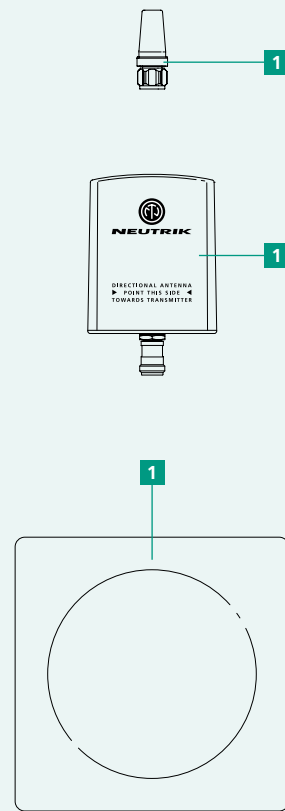 1
NEUTRIK
1
DIRECTIONAL ANTENNA
▶ POINT THIS SIDE ◀
TOWARDS TRANSMITTER
1